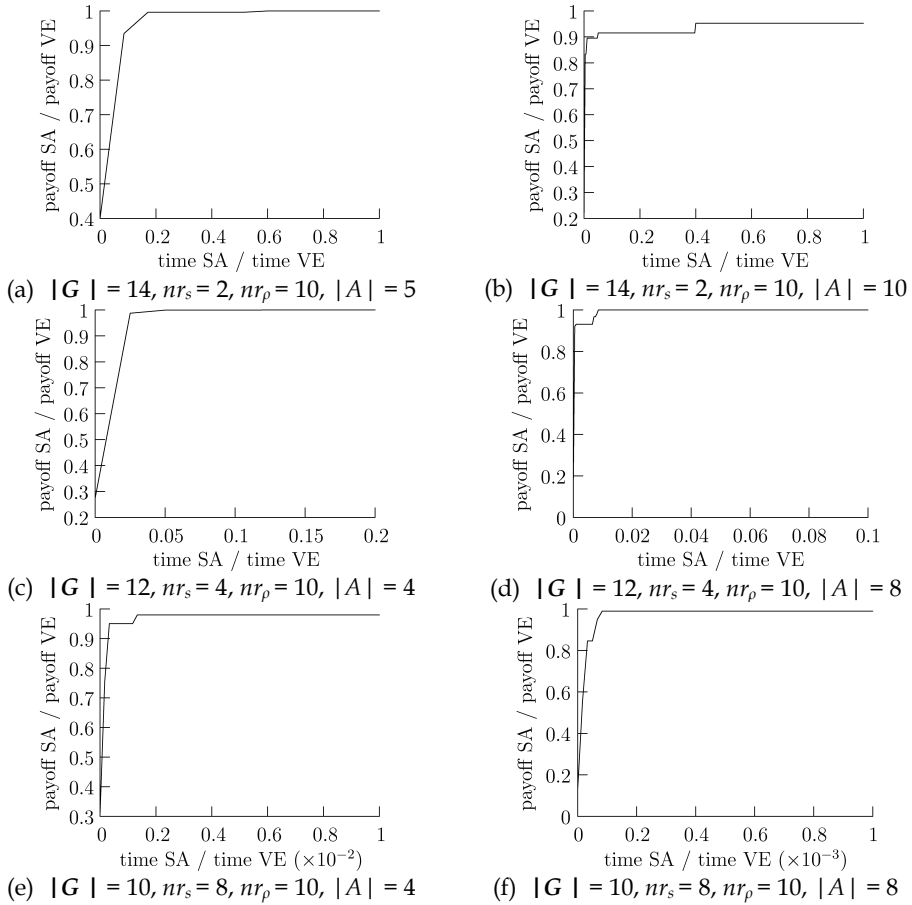 payoff SA / payoff VE
1
0.9
0.8
0.7
0.6
0.5
0.4
0 0.2 0.4 0.6 0.8 1
time SA / time VE
(a) |G| = 14, nrₛ = 2, nrᵨ = 10, |A| = 5
payoff SA / payoff VE
1
0.9
0.8
0.7
0.6
0.5
0.4
0.3
0.2
0 0.2 0.4 0.6 0.8 1
time SA / time VE
(b) |G| = 14, nrₛ = 2, nrᵨ = 10, |A| = 10
payoff SA / payoff VE
1
0.9
0.8
0.7
0.6
0.5
0.4
0.3
0.2
0 0.05 0.1 0.15 0.2
time SA / time VE
(c) |G| = 12, nrₛ = 4, nrᵨ = 10, |A| = 4
payoff SA / payoff VE
1
0.8
0.6
0.4
0.2
0
0 0.02 0.04 0.06 0.08 0.1
time SA / time VE
(d) |G| = 12, nrₛ = 4, nrᵨ = 10, |A| = 8
payoff SA / payoff VE
1
0.9
0.8
0.7
0.6
0.5
0.4
0.3
0 0.2 0.4 0.6 0.8 1
time SA / time VE (×10⁻²)
(e) |G| = 10, nrₛ = 8, nrᵨ = 10, |A| = 4
payoff SA / payoff VE
1
0.8
0.6
0.4
0.2
0
0 0.2 0.4 0.6 0.8 1
time SA / time VE (×10⁻³)
(f) |G| = 10, nrₛ = 8, nrᵨ = 10, |A| = 8